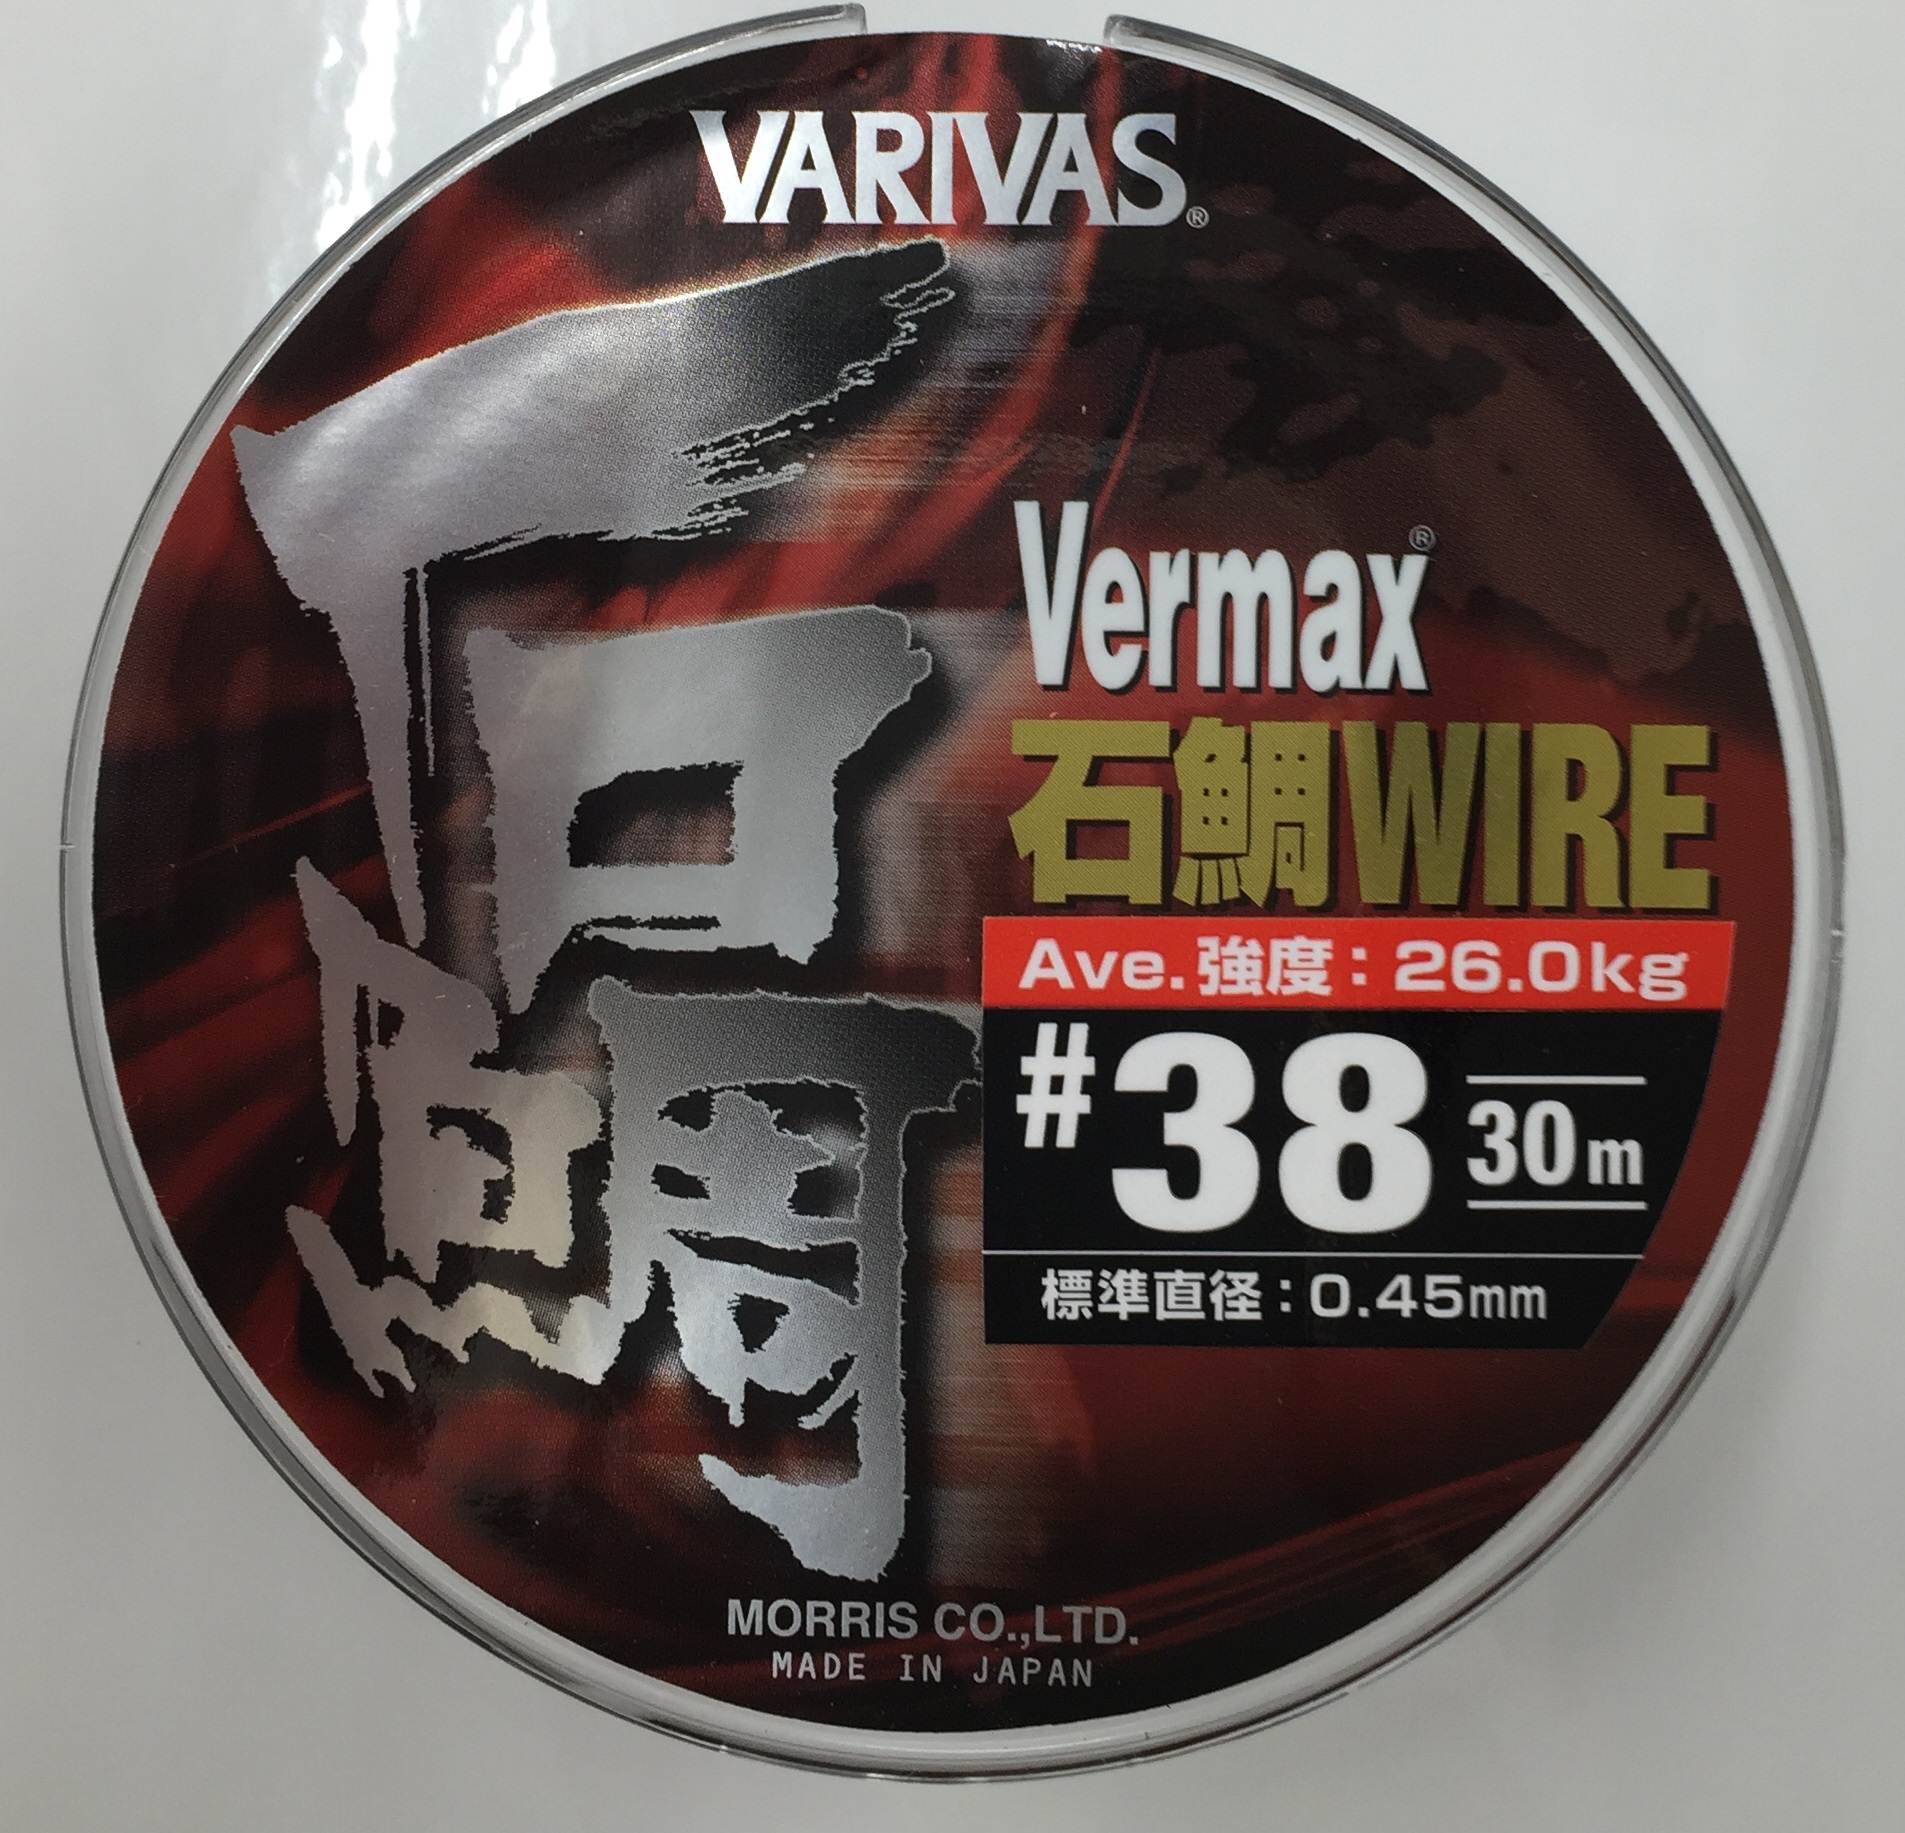 VARIVAS®
石鯛
Vermax®
石鯛WIRE
Ave.強度：26.0kg
#38 30m
標準直径：0.45mm
MORRIS CO.,LTD.
MADE IN JAPAN